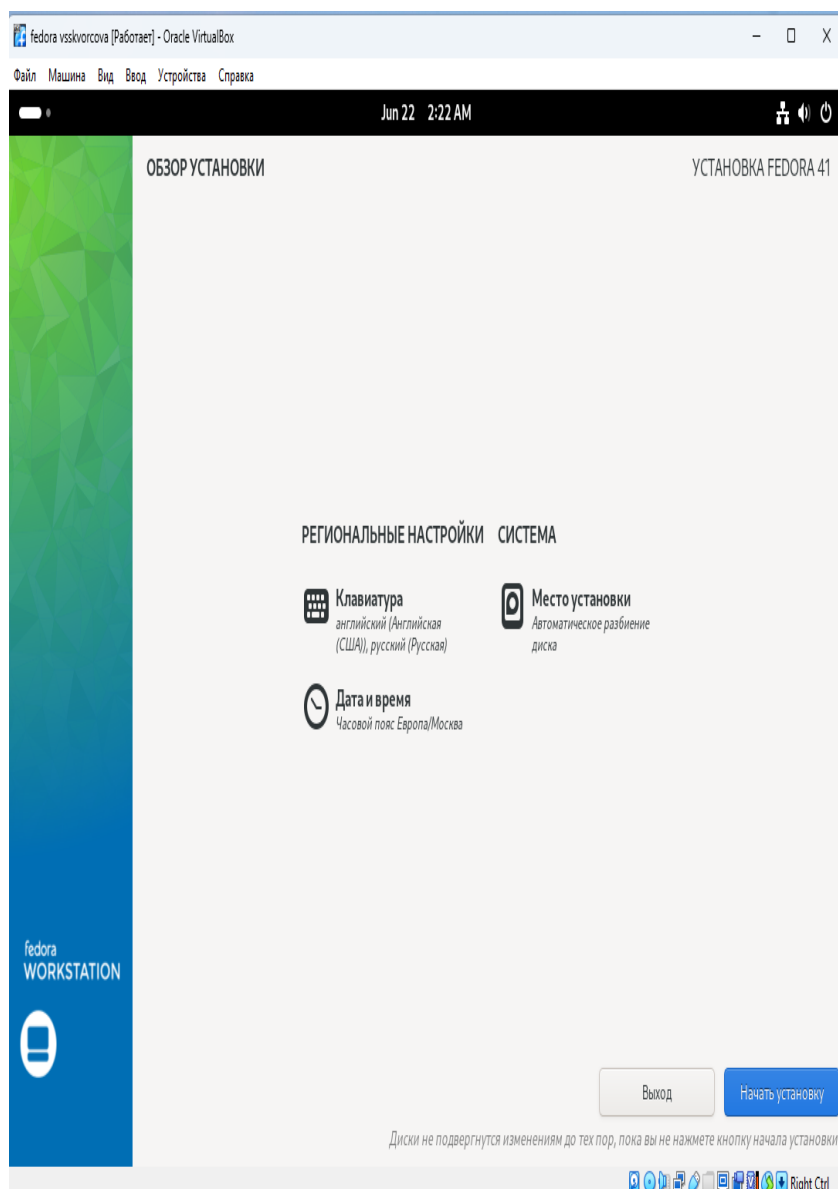 fedora vsskvorcova [Работает] - Oracle VirtualBox
Файл Машина Вид Ввод Устройства Справка
Jun 22 2:22 AM
ОБЗОР УСТАНОВКИ
УСТАНОВКА FEDORA 41
РЕГИОНАЛЬНЫЕ НАСТРОЙКИ
Клавиатура
английский (Английская
(США)), русский (Русская)
Дата и время
Часовой пояс Европа/Москва
СИСТЕМА
Место установки
Автоматическое разбиение
диска
fedora
WORKSTATION
Выход
Начать установку
Диски не подвергнутся изменениям до тех пор, пока вы не нажмете кнопку начала установки
Right Ctrl